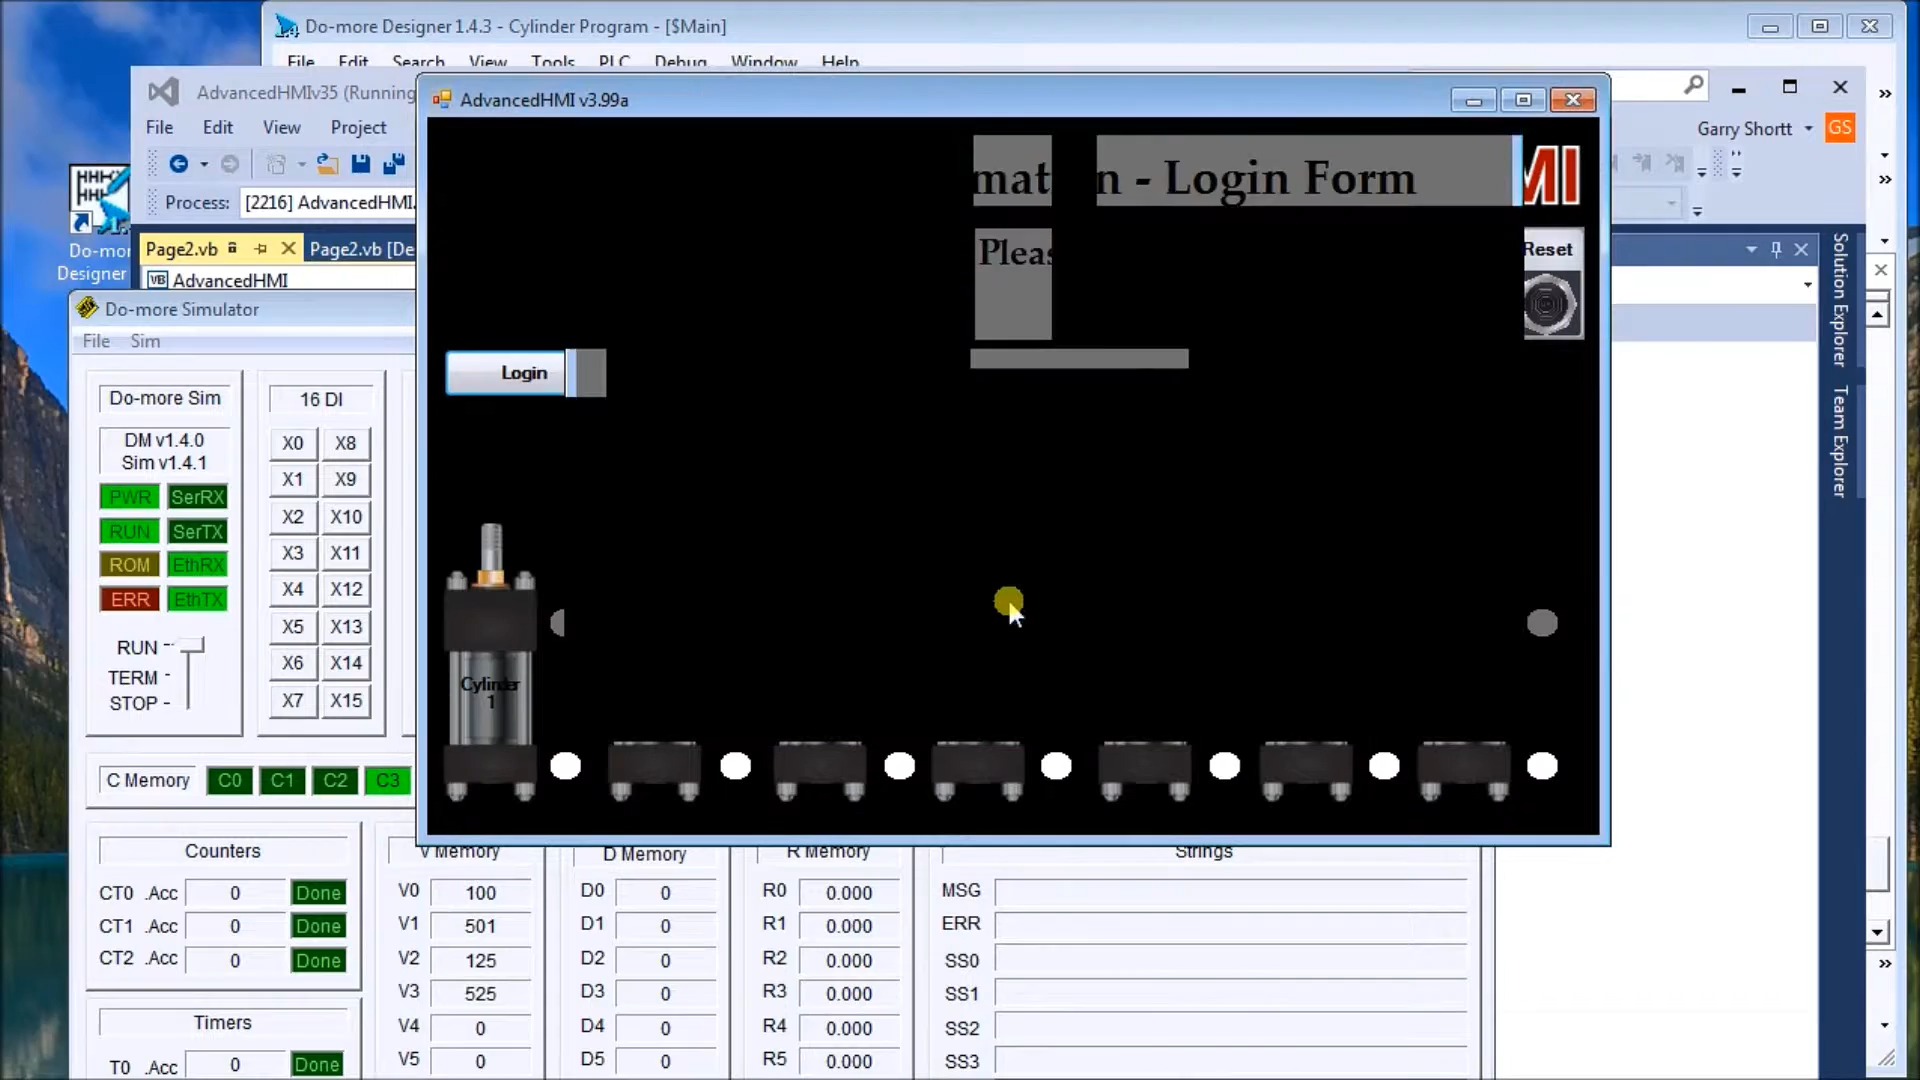 Do-more Designer 1.4.3 - Cylinder Program - [$Main]
File Edit Search View Tools PLC Debug Window Help
AdvancedHMIv35 (Running
AdvancedHMI v3.99a
File Edit View Project
Garry Shortt GS
Process: [2216] AdvancedHMI.
mat n - Login Form MI
Do-mor
Designer
Page2.vb Page2.vb [De
VB AdvancedHMI
Pleas
Reset
Do-more Simulator
File Sim
Login
Do-more Sim
DM v1.4.0
Sim v1.4.1
PWR SerRX
RUN SerTX
ROM EthRX
ERR EthTX
RUN
TERM
STOP
16 DI
X0 X8
X1 X9
X2 X10
X3 X11
X4 X12
X5 X13
X6 X14
X7 X15
Cylinder
1
Solution Explorer
Team Explorer
C Memory C0 C1 C2 C3
Counters
CT0 .Acc 0 Done
CT1 .Acc 0 Done
CT2 .Acc 0 Done
Timers
T0 .Acc 0 Done
V Memory
V0 100
V1 501
V2 125
V3 525
V4 0
V5 0
D Memory
D0 0
D1 0
D2 0
D3 0
D4 0
D5 0
R Memory
R0 0.000
R1 0.000
R2 0.000
R3 0.000
R4 0.000
R5 0.000
Strings
MSG
ERR
SS0
SS1
SS2
SS3